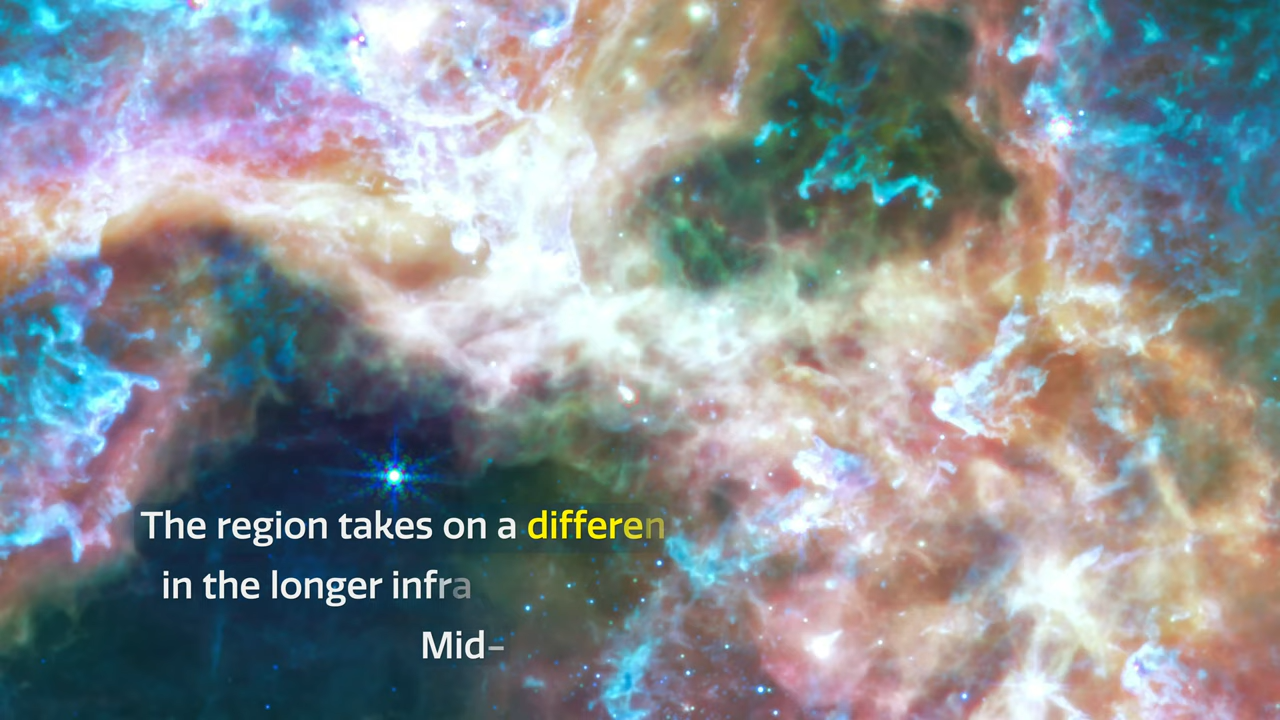 The region takes on a differen
in the longer infra
Mid-